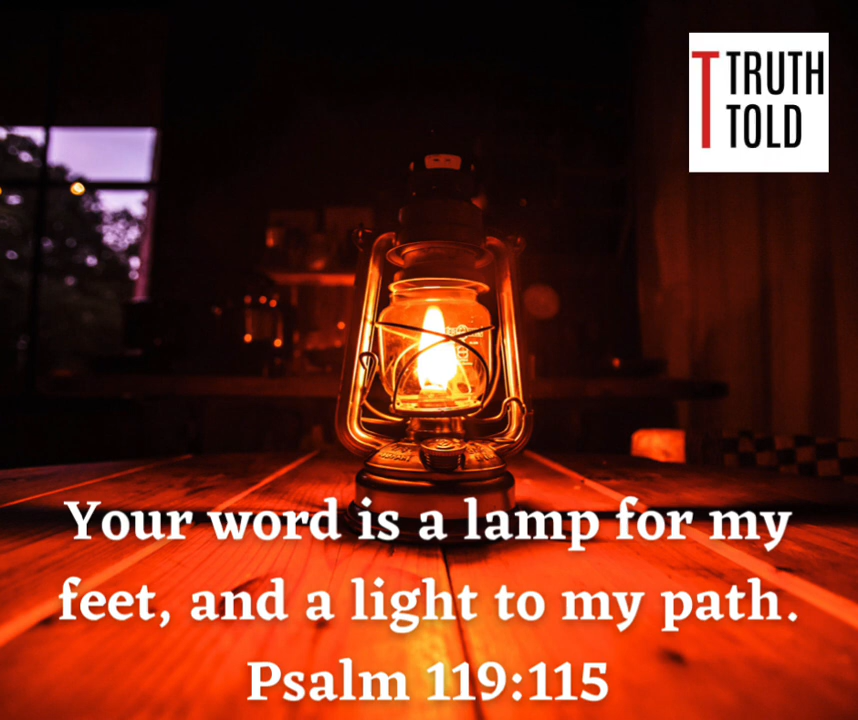 TRUTH
TOLD
Your word is a lamp for my
feet, and a light to my path.
Psalm 119:115